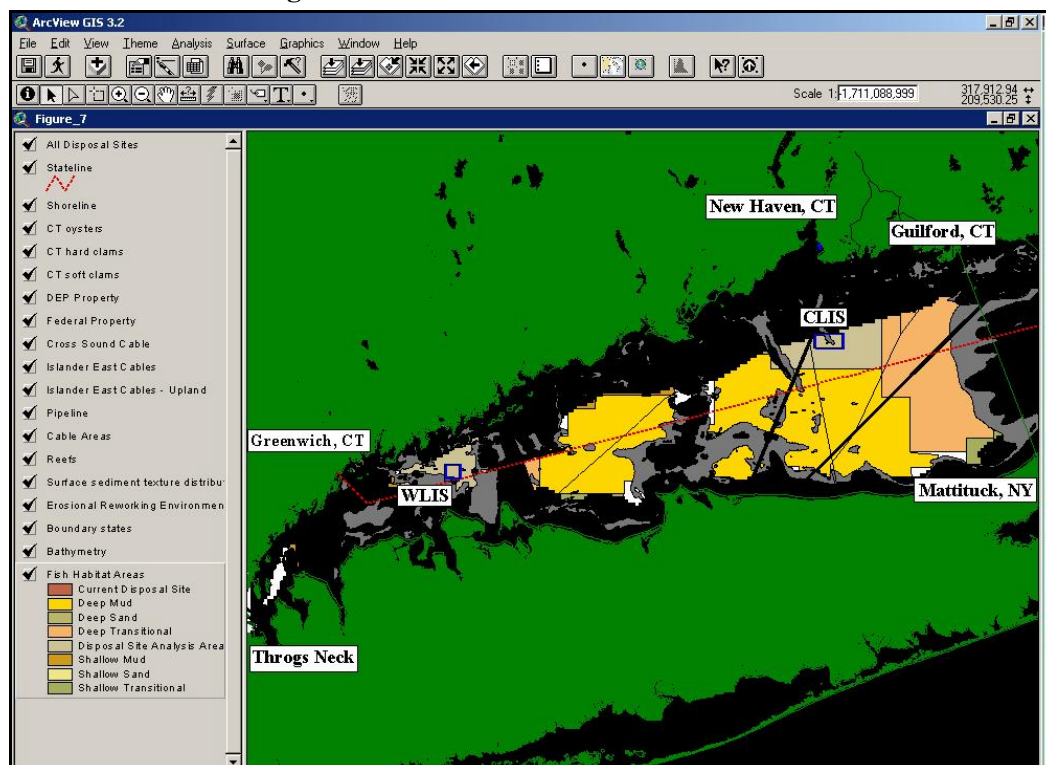 ArcView GIS 3.2
File Edit View Theme Analysis Surface Graphics Window Help
Scale 1: -1,711,088,999
317,912.94
209,530.25
Figure_7
All Disposal Sites
Stateline
Shoreline
CT oysters
CT hard clams
CT soft clams
DEP Property
Federal Property
Cross Sound Cable
Islander East Cables
Islander East Cables - Upland
Pipeline
Cable Areas
Reefs
Surface sediment texture distribu
Erosional Reworking Environmen
Boundary states
Bathymetry
Fish Habitat Areas
Current Disposal Site
Deep Mud
Deep Sand
Deep Transitional
Disposal Site Analysis Area
Shallow Mud
Shallow Sand
Shallow Transitional
New Haven, CT
Guilford, CT
CLIS
Greenwich, CT
WLIS
Mattituck, NY
Throgs Neck